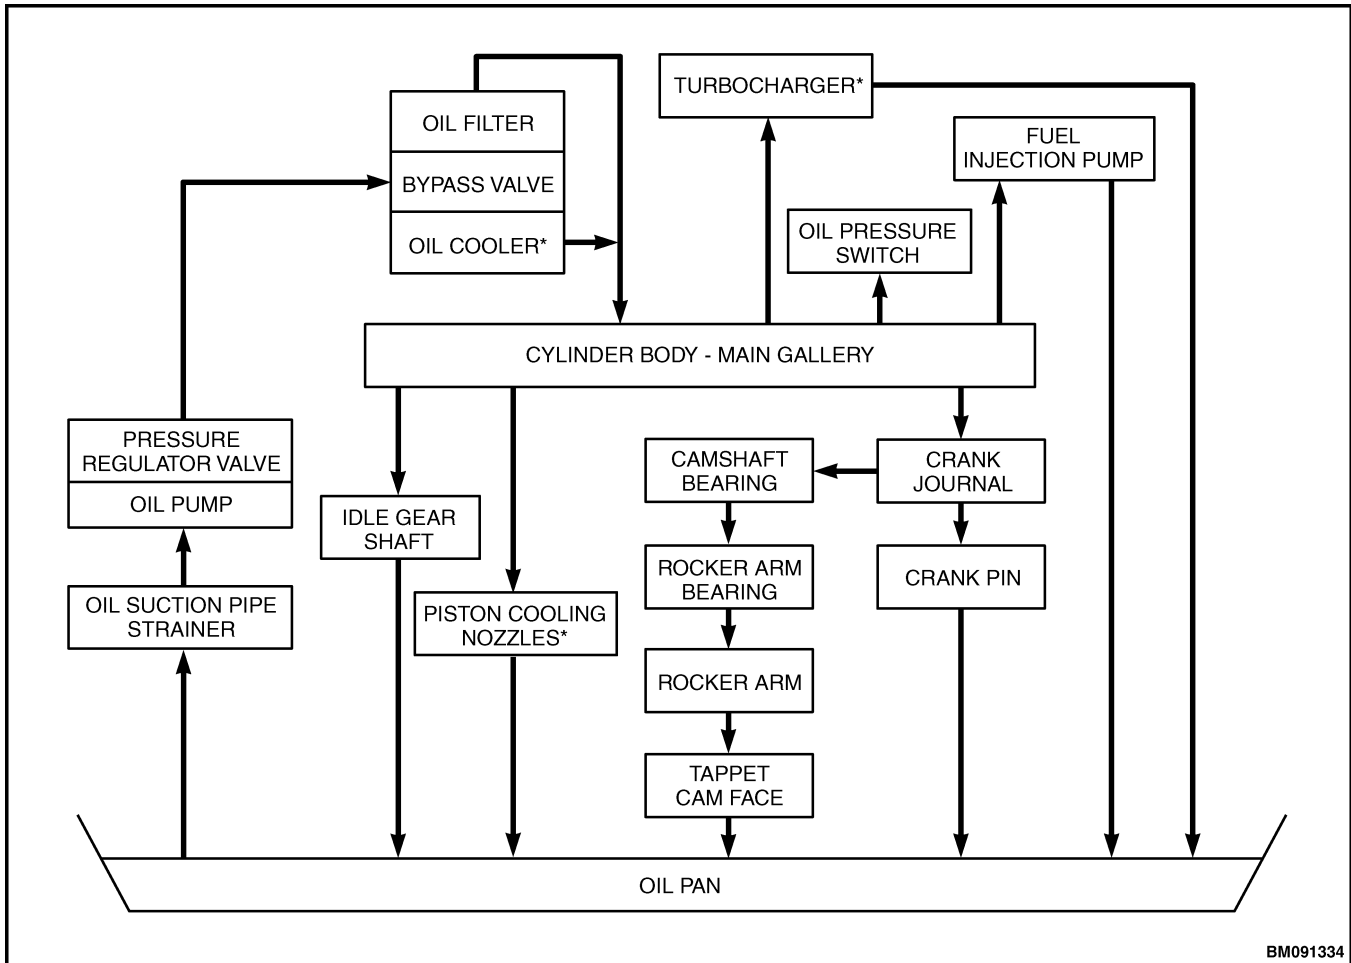 TURBOCHARGER*
OIL FILTER
BYPASS VALVE
OIL COOLER*
FUEL
INJECTION PUMP
OIL PRESSURE
SWITCH
CYLINDER BODY - MAIN GALLERY
PRESSURE
REGULATOR VALVE
OIL PUMP
OIL SUCTION PIPE
STRAINER
IDLE GEAR
SHAFT
PISTON COOLING
NOZZLES*
CAMSHAFT
BEARING
ROCKER ARM
BEARING
ROCKER ARM
TAPPET
CAM FACE
CRANK
JOURNAL
CRANK PIN
OIL PAN
BM091334